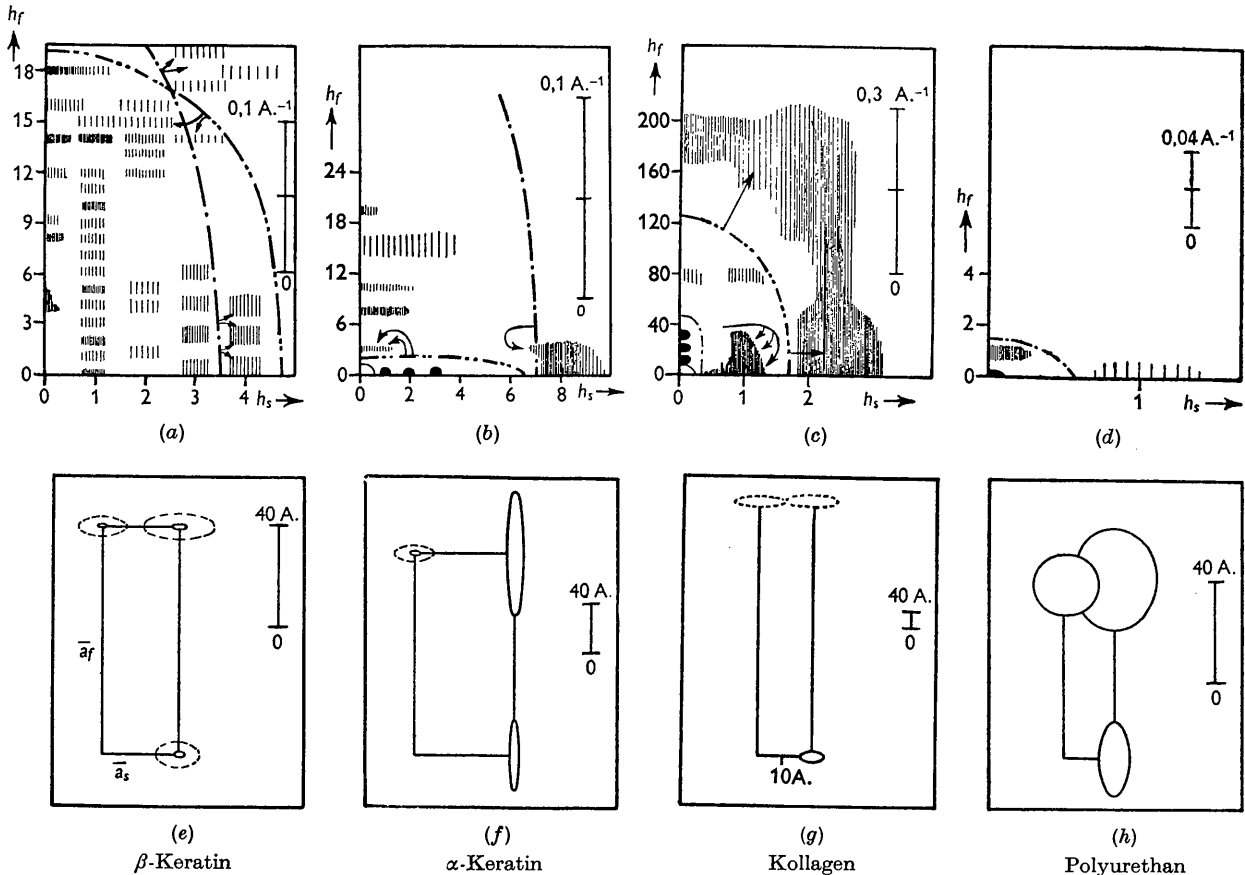 h_f
18
15
12
9
6
3
0
0 1 2 3 4 h_s
0,1 A.⁻¹
0
(a)
h_f
24
18
12
6
0
0 2 4 6 8 h_s
0,1 A.⁻¹
0
(b)
h_f
200
160
120
80
40
0
0 1 2 h_s
0,3 A.⁻¹
0
(c)
h_f
4
2
0
1 h_s
0,04 A.⁻¹
0
(d)
40 A.
0
a̅_f
a̅_s
(e)
β-Keratin
40 A.
0
(f)
α-Keratin
40 A.
0
10A.
(g)
Kollagen
40 A.
0
(h)
Polyurethan